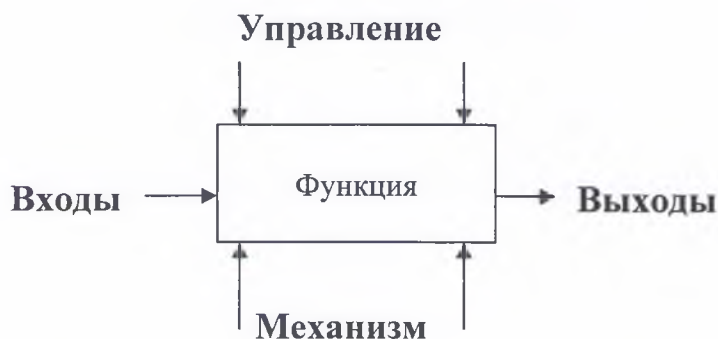 Управление
Входы
Функция
Выходы
Механизм